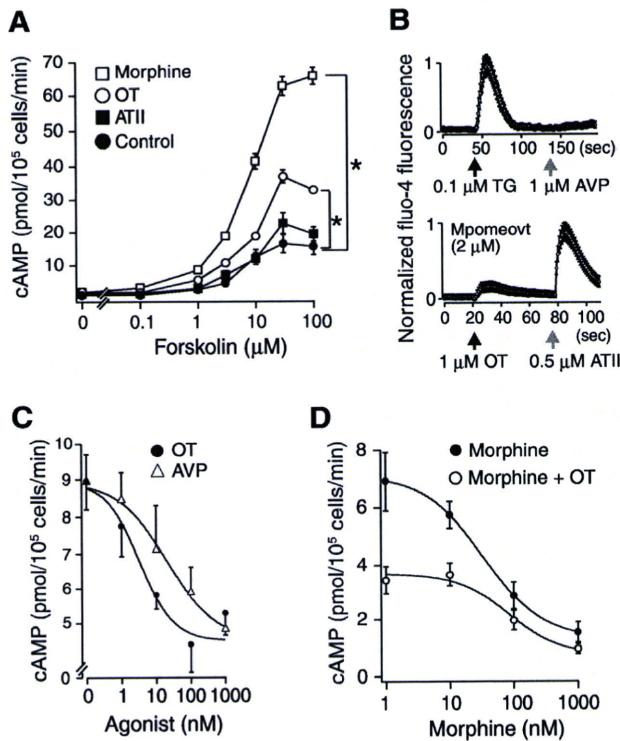 A
cAMP (pmol/10⁵ cells/min)
70
60
50
40
30
20
10
Morphine
OT
ATII
Control
*
*
0
0.1
1
10
100
Forskolin (μM)
B
Normalized fluo-4 fluorescence
1
0
0 50 100 150 (sec)
0.1 μM TG 1 μM AVP
Mpomeovt
(2 μM)
1
0
0 20 40 60 80 100
(sec)
1 μM OT 0.5 μM ATII
C
cAMP (pmol/10⁵ cells/min)
10
9
8
7
6
5
0
OT
AVP
0 1 10 100 1000
Agonist (nM)
D
cAMP (pmol/10⁵ cells/min)
8
6
4
2
0
Morphine
Morphine + OT
1 10 100 1000
Morphine (nM)